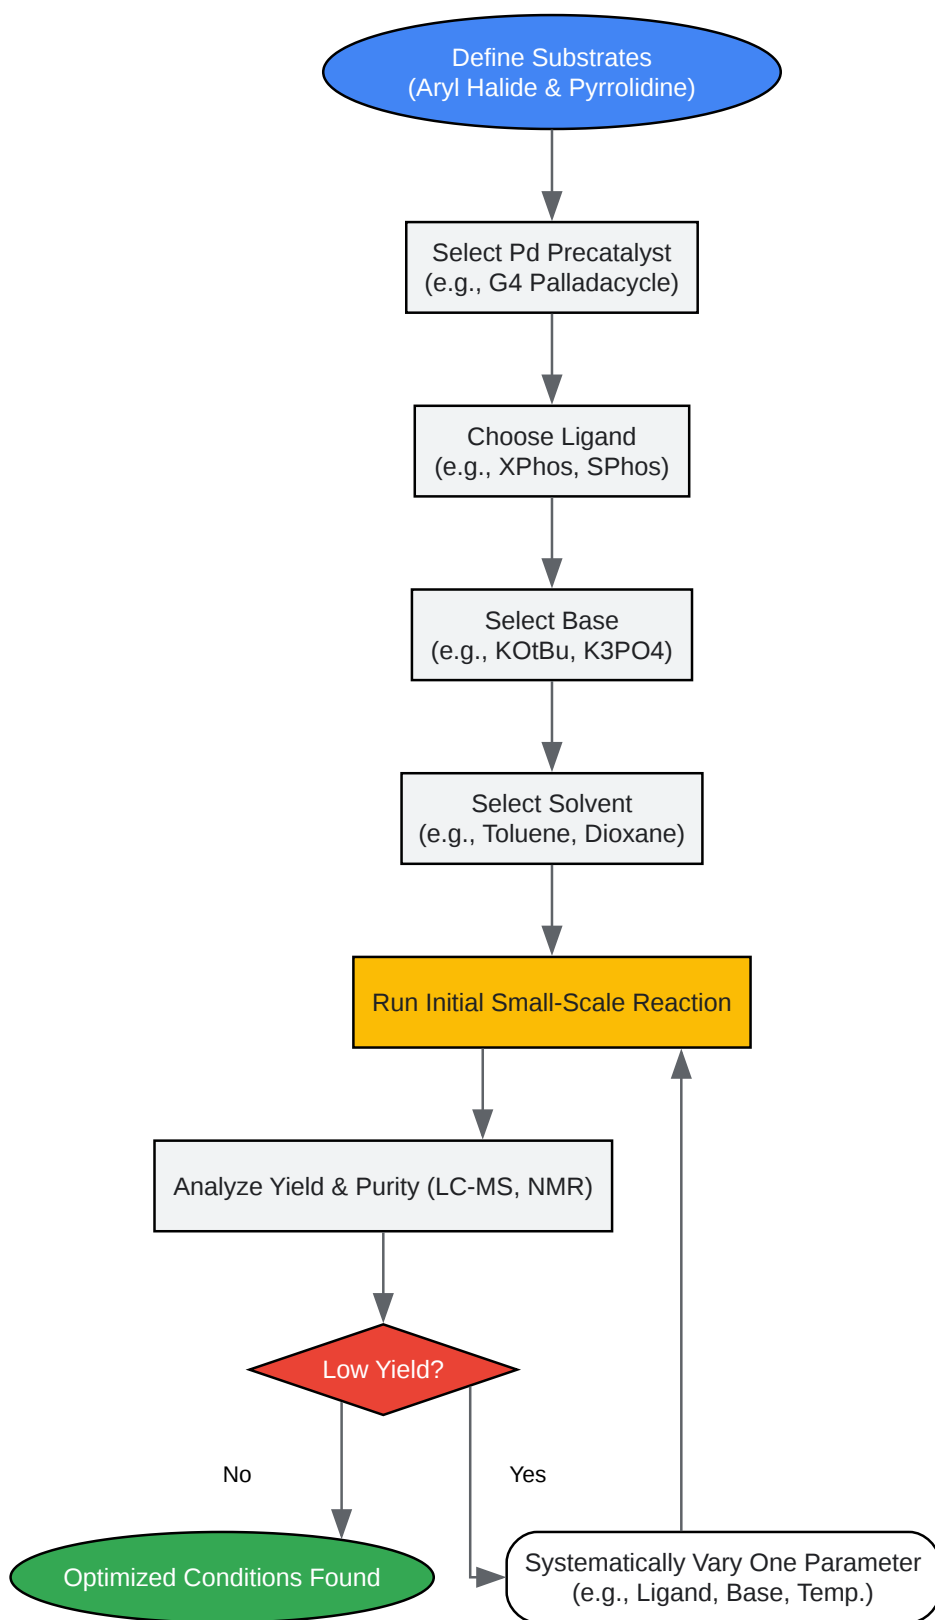 Define Substrates
(Aryl Halide & Pyrrolidine)
Select Pd Precatalyst
(e.g., G4 Palladacycle)
Choose Ligand
(e.g., XPhos, SPhos)
Select Base
(e.g., KOtBu, K3PO4)
Select Solvent
(e.g., Toluene, Dioxane)
Run Initial Small-Scale Reaction
Analyze Yield & Purity (LC-MS, NMR)
Low Yield?
No
Yes
Optimized Conditions Found
Systematically Vary One Parameter
(e.g., Ligand, Base, Temp.)